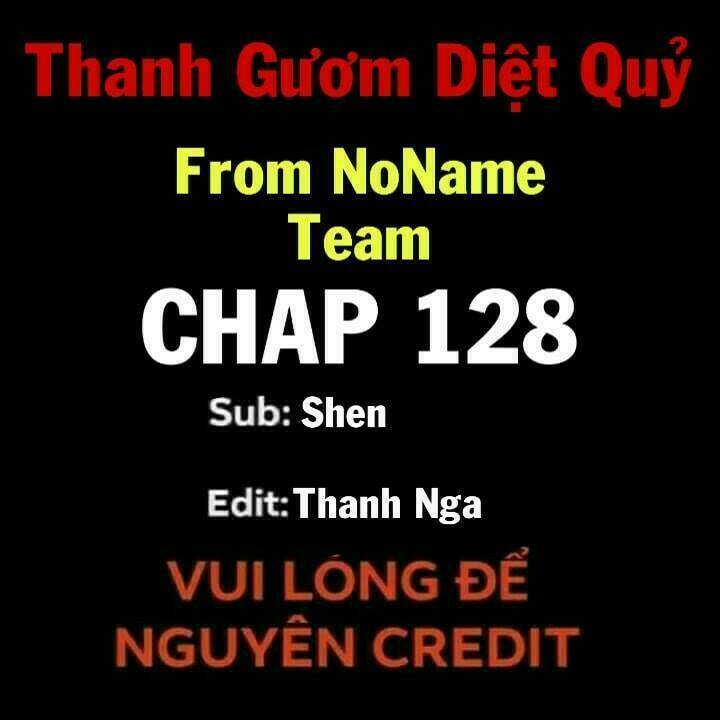 Thanh Gươm Diệt Quỷ
From NoName
Team
CHAP 128
Sub: Shen
Edit: Thanh Nga
VUI LÒNG ĐỂ
NGUYÊN CREDIT